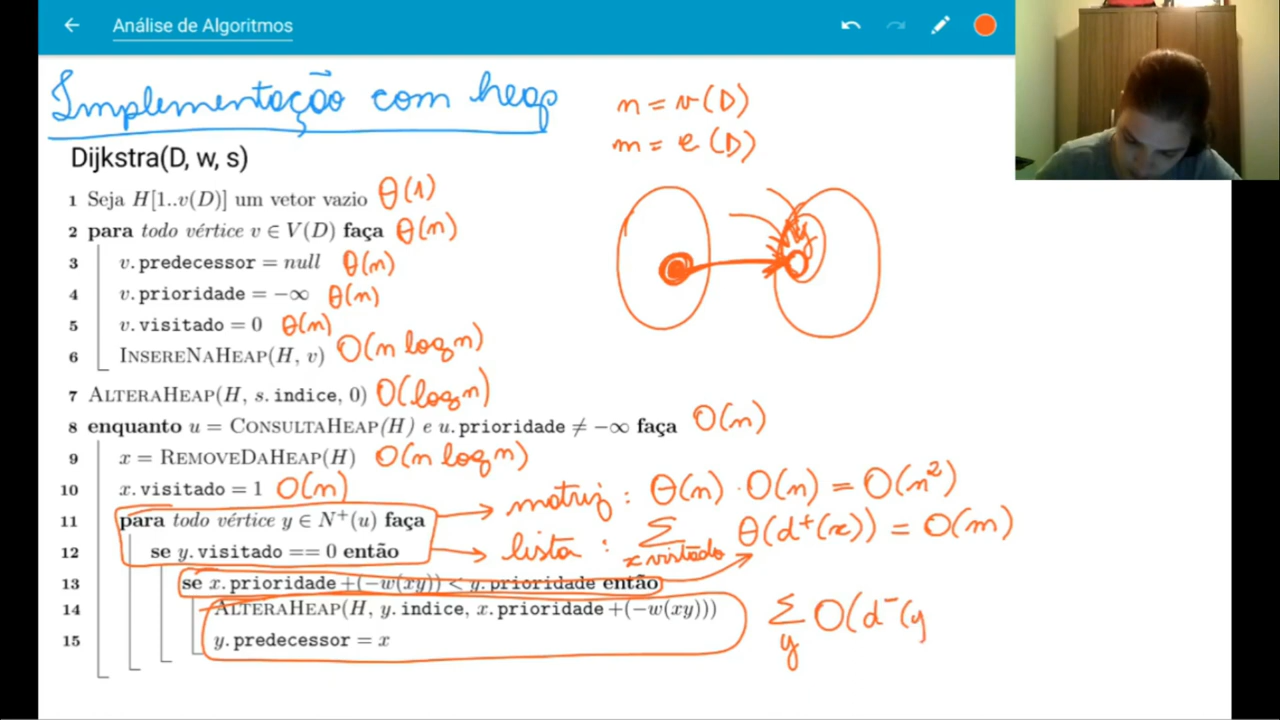 Análise de Algoritmos
Implementação com heap
n = v(D)
m = e(D)
Dijkstra(D, w, s)
1 Seja H[1..v(D)] um vetor vazio Θ(1)
2 para todo vértice v ∈ V(D) faça Θ(n)
3 v.predecessor = null Θ(n)
4 v.prioridade = −∞ Θ(n)
5 v.visitado = 0 Θ(n)
6 INSERENAHEAP(H, v) O(n log n)
7 ALTERAHEAP(H, s.indice, 0) O(log n)
8 enquanto u = CONSULTAHEAP(H) e u.prioridade ≠ −∞ faça O(n)
9 x = REMOVEDAHEAP(H) O(n log n)
10 x.visitado = 1 O(n)
matriz : Θ(n) · O(n) = O(n²)
11 para todo vértice y ∈ N⁺(u) faça
12 se y.visitado == 0 então
lista : Σ x visitado Θ(d⁺(x)) = O(m)
13 se x.prioridade +(−w(xy)) < y.prioridade então
14 ALTERAHEAP(H, y.indice, x.prioridade +(−w(xy)))
15 y.predecessor = x
Σ y O(d⁻(y
y